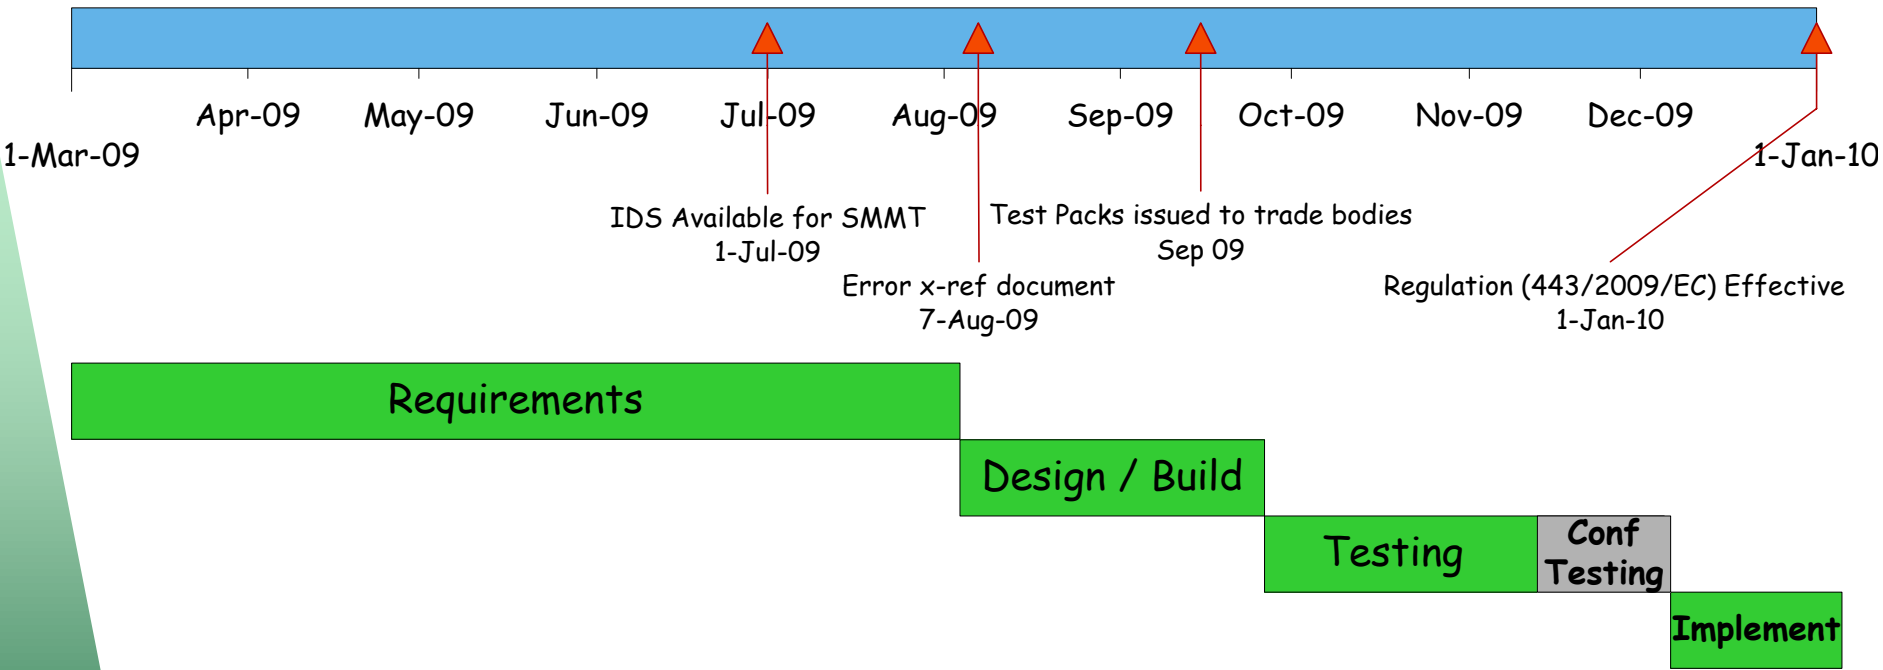 Apr-09 May-09 Jun-09 Jul-09 Aug-09 Sep-09 Oct-09 Nov-09 Dec-09
1-Mar-09
1-Jan-10
IDS Available for SMMT
1-Jul-09
Test Packs issued to trade bodies
Sep 09
Error x-ref document
7-Aug-09
Regulation (443/2009/EC) Effective
1-Jan-10
Requirements
Design / Build
Testing
Conf
Testing
Implement